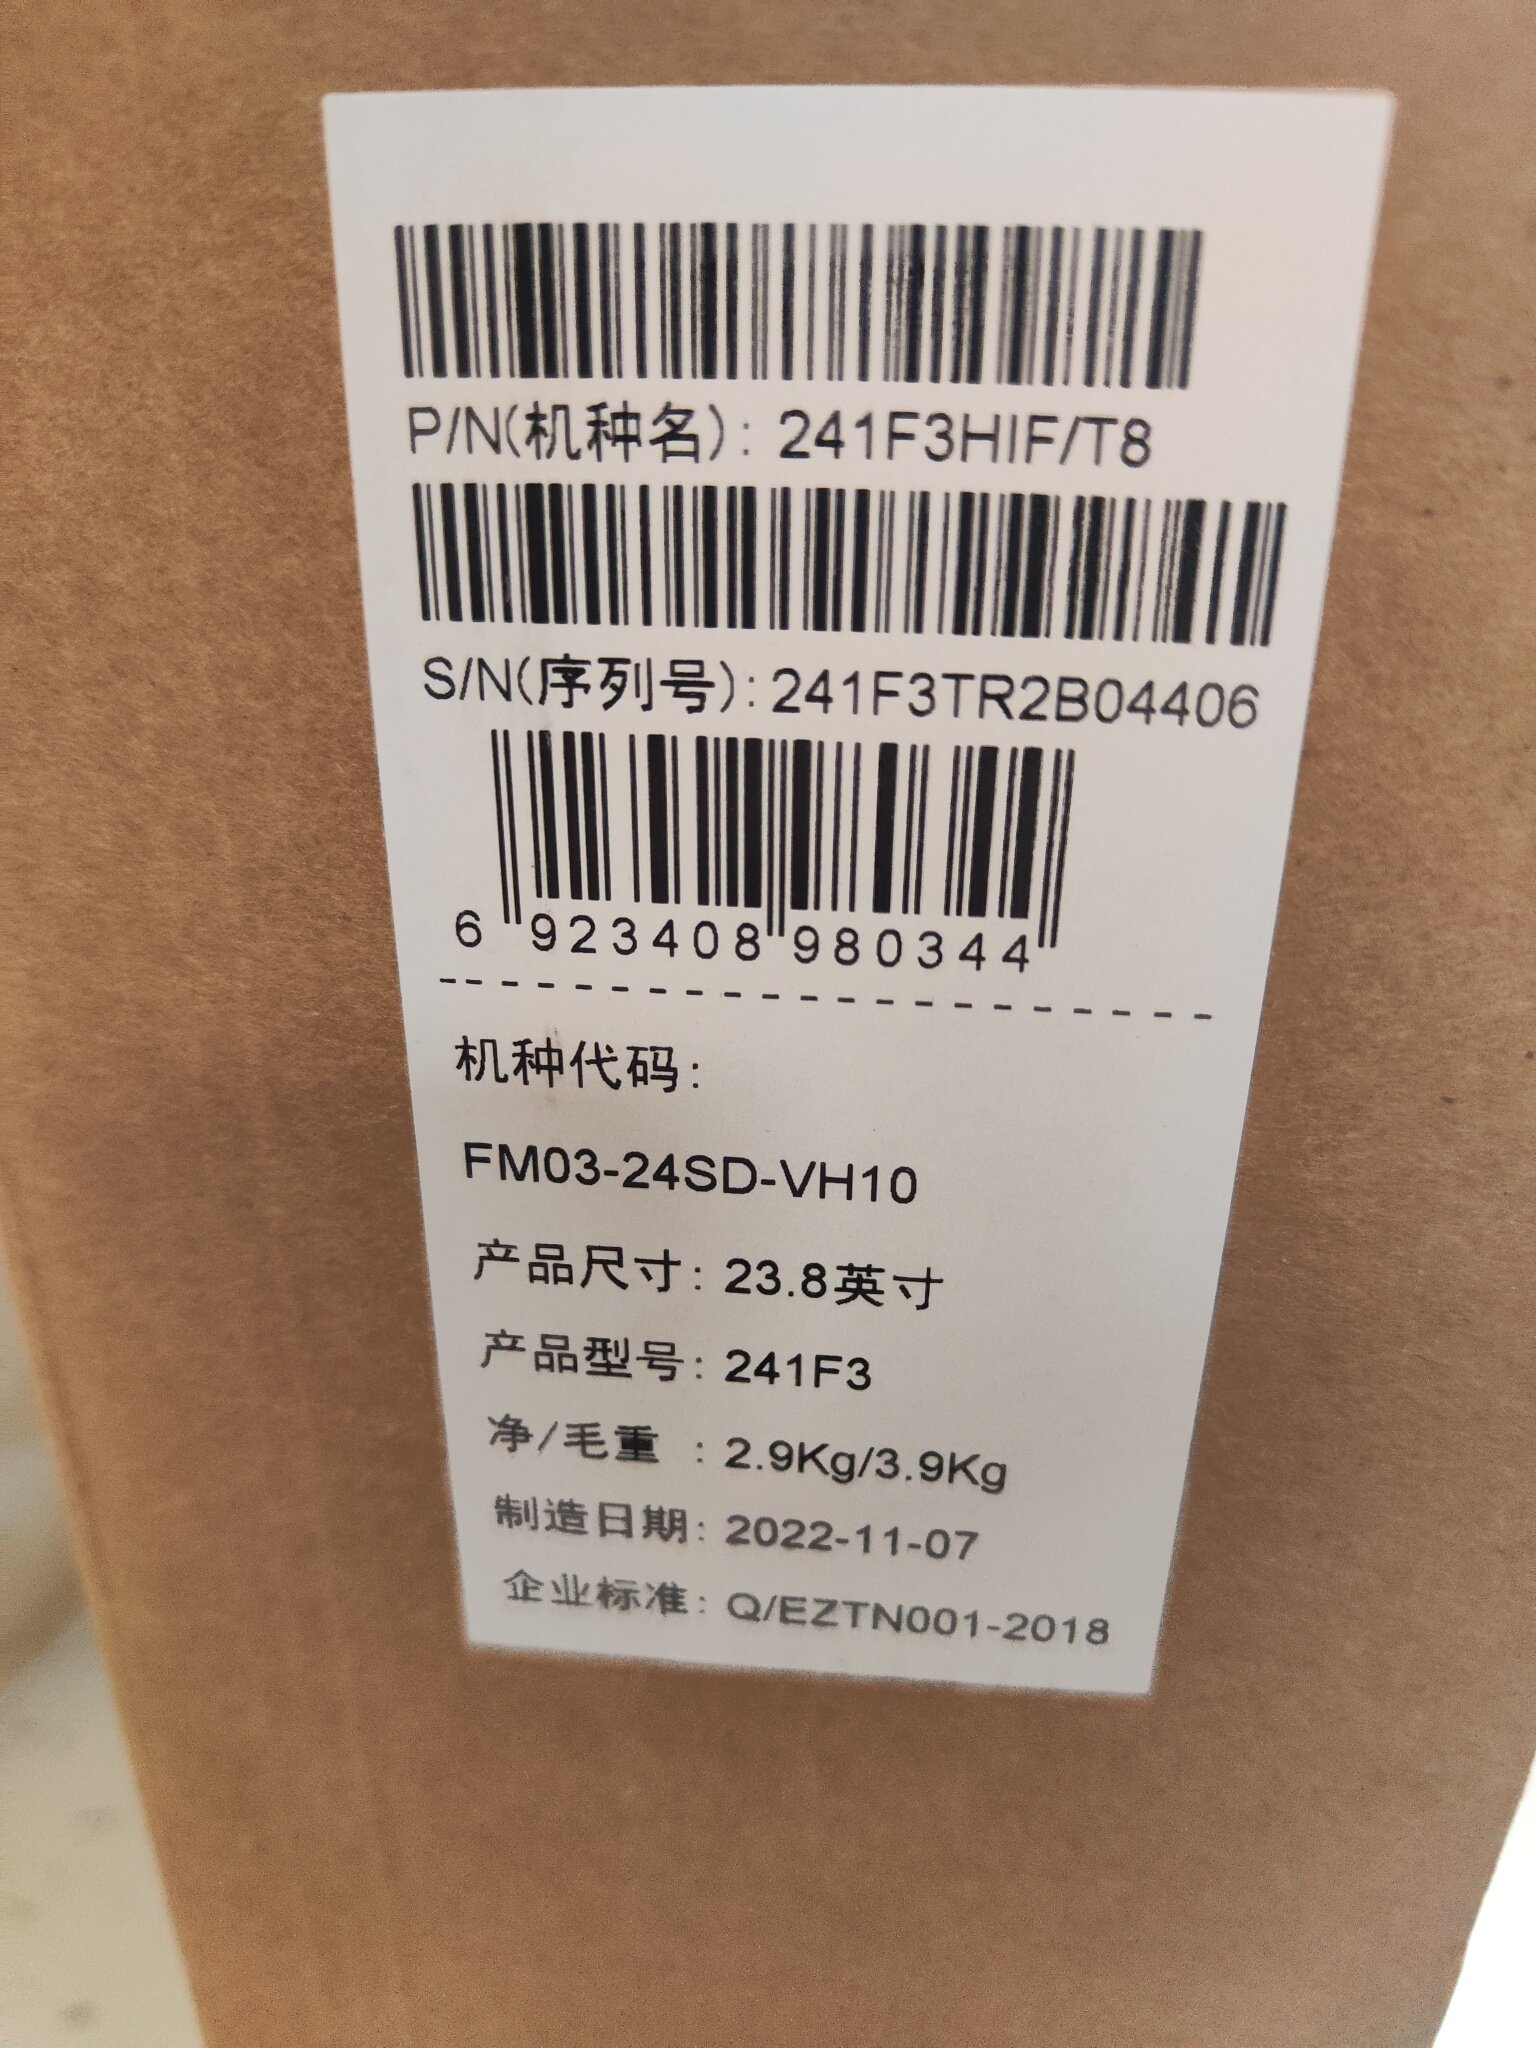 P/N(机种名): 241F3HIF/T8
S/N(序列号): 241F3TR2B04406
6 923408 980344
机种代码:
FM03-24SD-VH10
产品尺寸: 23.8英寸
产品型号: 241F3
净/毛重 : 2.9Kg/3.9Kg
制造日期: 2022-11-07
企业标准: Q/EZTN001-2018